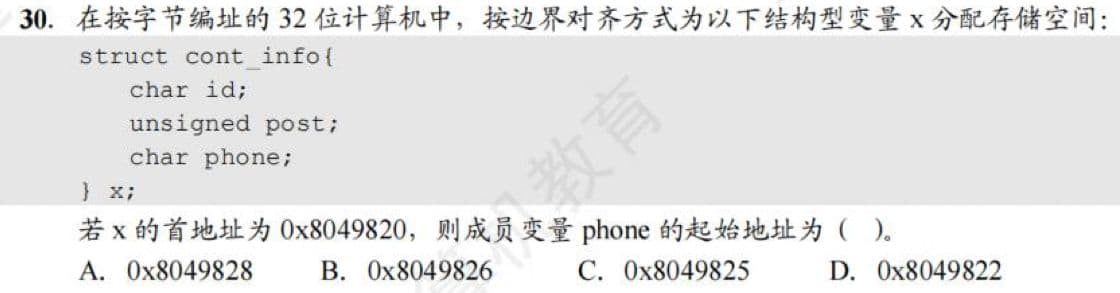 30. 在按字节编址的 32 位计算机中，按边界对齐方式为以下结构型变量 x 分配存储空间：
struct cont_info{
char id;
unsigned post;
char phone;
} x;
若 x 的首地址为 0x8049820，则成员变量 phone 的起始地址为（ ）。
A. 0x8049828 B. 0x8049826 C. 0x8049825 D. 0x8049822
机教育